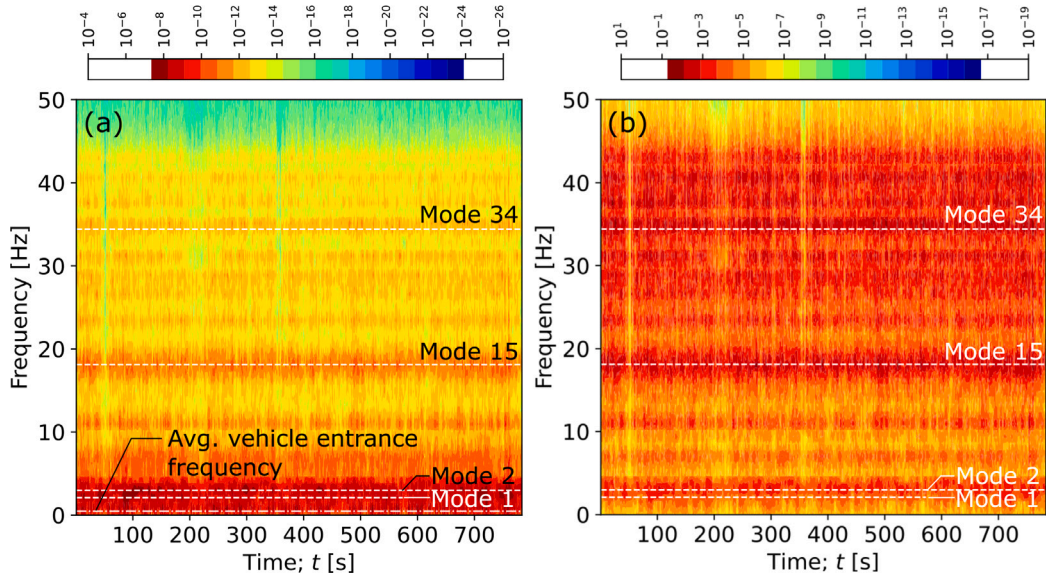 10⁻⁴ 10⁻⁶ 10⁻⁸ 10⁻¹⁰ 10⁻¹² 10⁻¹⁴ 10⁻¹⁶ 10⁻¹⁸ 10⁻²⁰ 10⁻²² 10⁻²⁴ 10⁻²⁶
(a)
50
40
30
20
10
0
Frequency [Hz]
Mode 34
Mode 15
Avg. vehicle entrance
frequency
Mode 2
Mode 1
100 200 300 400 500 600 700
Time; t [s]
10¹ 10⁻¹ 10⁻³ 10⁻⁵ 10⁻⁷ 10⁻⁹ 10⁻¹¹ 10⁻¹³ 10⁻¹⁵ 10⁻¹⁷ 10⁻¹⁹
(b)
50
40
30
20
10
0
Frequency [Hz]
Mode 34
Mode 15
Mode 2
Mode 1
100 200 300 400 500 600 700
Time; t [s]